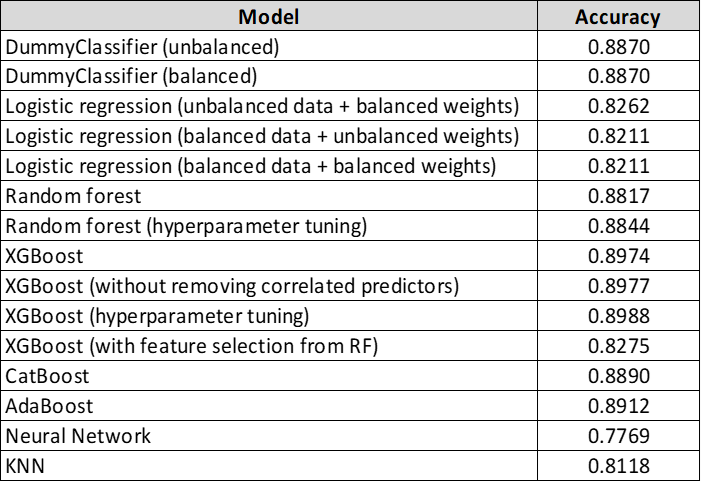 Model Accuracy
DummyClassifier (unbalanced) 0.8870
DummyClassifier (balanced) 0.8870
Logistic regression (unbalanced data + balanced weights) 0.8262
Logistic regression (balanced data + unbalanced weights) 0.8211
Logistic regression (balanced data + balanced weights) 0.8211
Random forest 0.8817
Random forest (hyperparameter tuning) 0.8844
XGBoost 0.8974
XGBoost (without removing correlated predictors) 0.8977
XGBoost (hyperparameter tuning) 0.8988
XGBoost (with feature selection from RF) 0.8275
CatBoost 0.8890
AdaBoost 0.8912
Neural Network 0.7769
KNN 0.8118